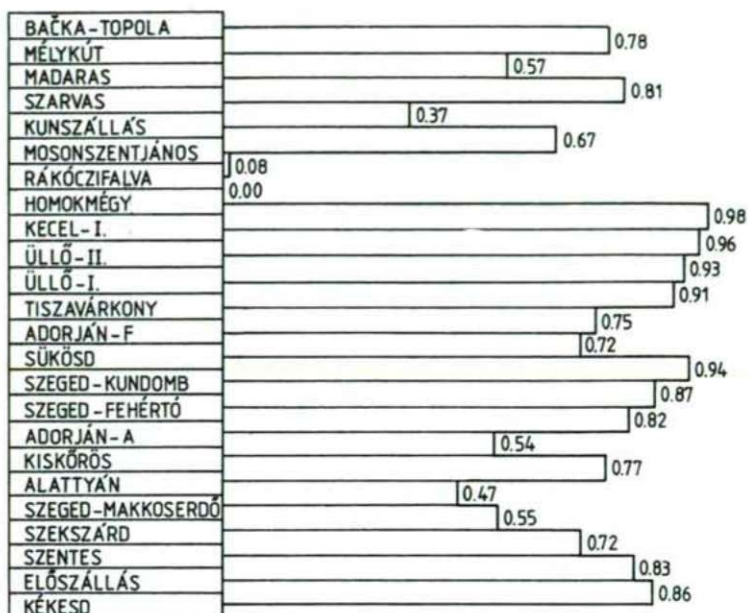 BAČKA-TOPOLA
0.78
MÉLYKÚT
0.57
MADARAS
0.81
SZARVAS
0.37
KUNSZÁLLÁS
0.67
MOSONSZENTJÁNOS
0.08
RÁKÓCZIFALVA
0.00
HOMOKMÉGY
0.98
KECEL-I.
0.96
ÜLLŐ-II.
0.93
ÜLLŐ-I.
0.91
TISZAVÁRKONY
0.75
ADORJÁN-F
0.72
SÜKÖSD
0.94
SZEGED-KUNDOMB
0.87
SZEGED-FEHÉRTÓ
0.82
ADORJÁN-A
0.54
KISKŐRÖS
0.77
ALATTYÁN
0.47
SZEGED-MAKKOSERDŐ
0.55
SZEKSZÁRD
0.72
SZENTES
0.83
ELŐSZÁLLÁS
0.86
KÉKESD